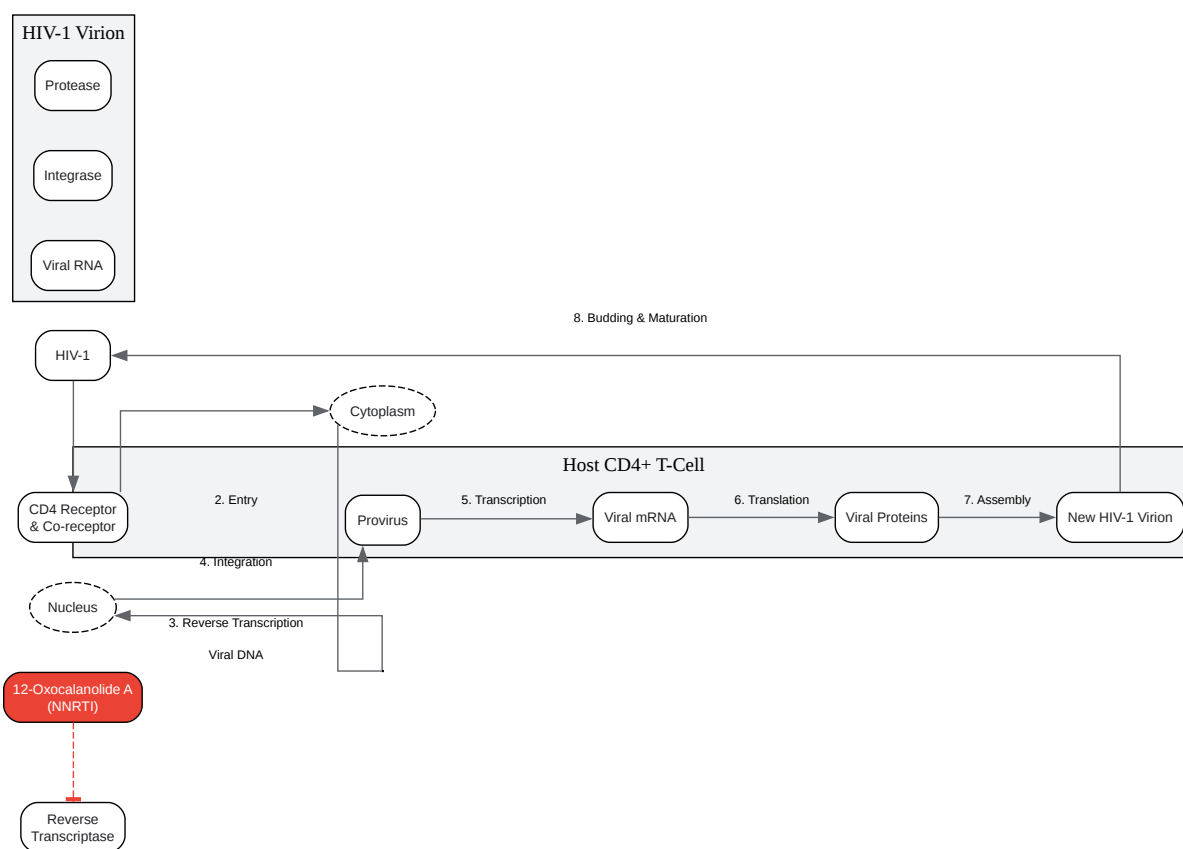 HIV-1 Virion
Protease
Integrase
Viral RNA
8. Budding & Maturation
HIV-1
Cytoplasm
Host CD4+ T-Cell
CD4 Receptor
& Co-receptor
2. Entry
Provirus
5. Transcription
Viral mRNA
6. Translation
Viral Proteins
7. Assembly
New HIV-1 Virion
4. Integration
Nucleus
3. Reverse Transcription
Viral DNA
12-Oxocalanolide A
(NNRTI)
Reverse
Transcriptase